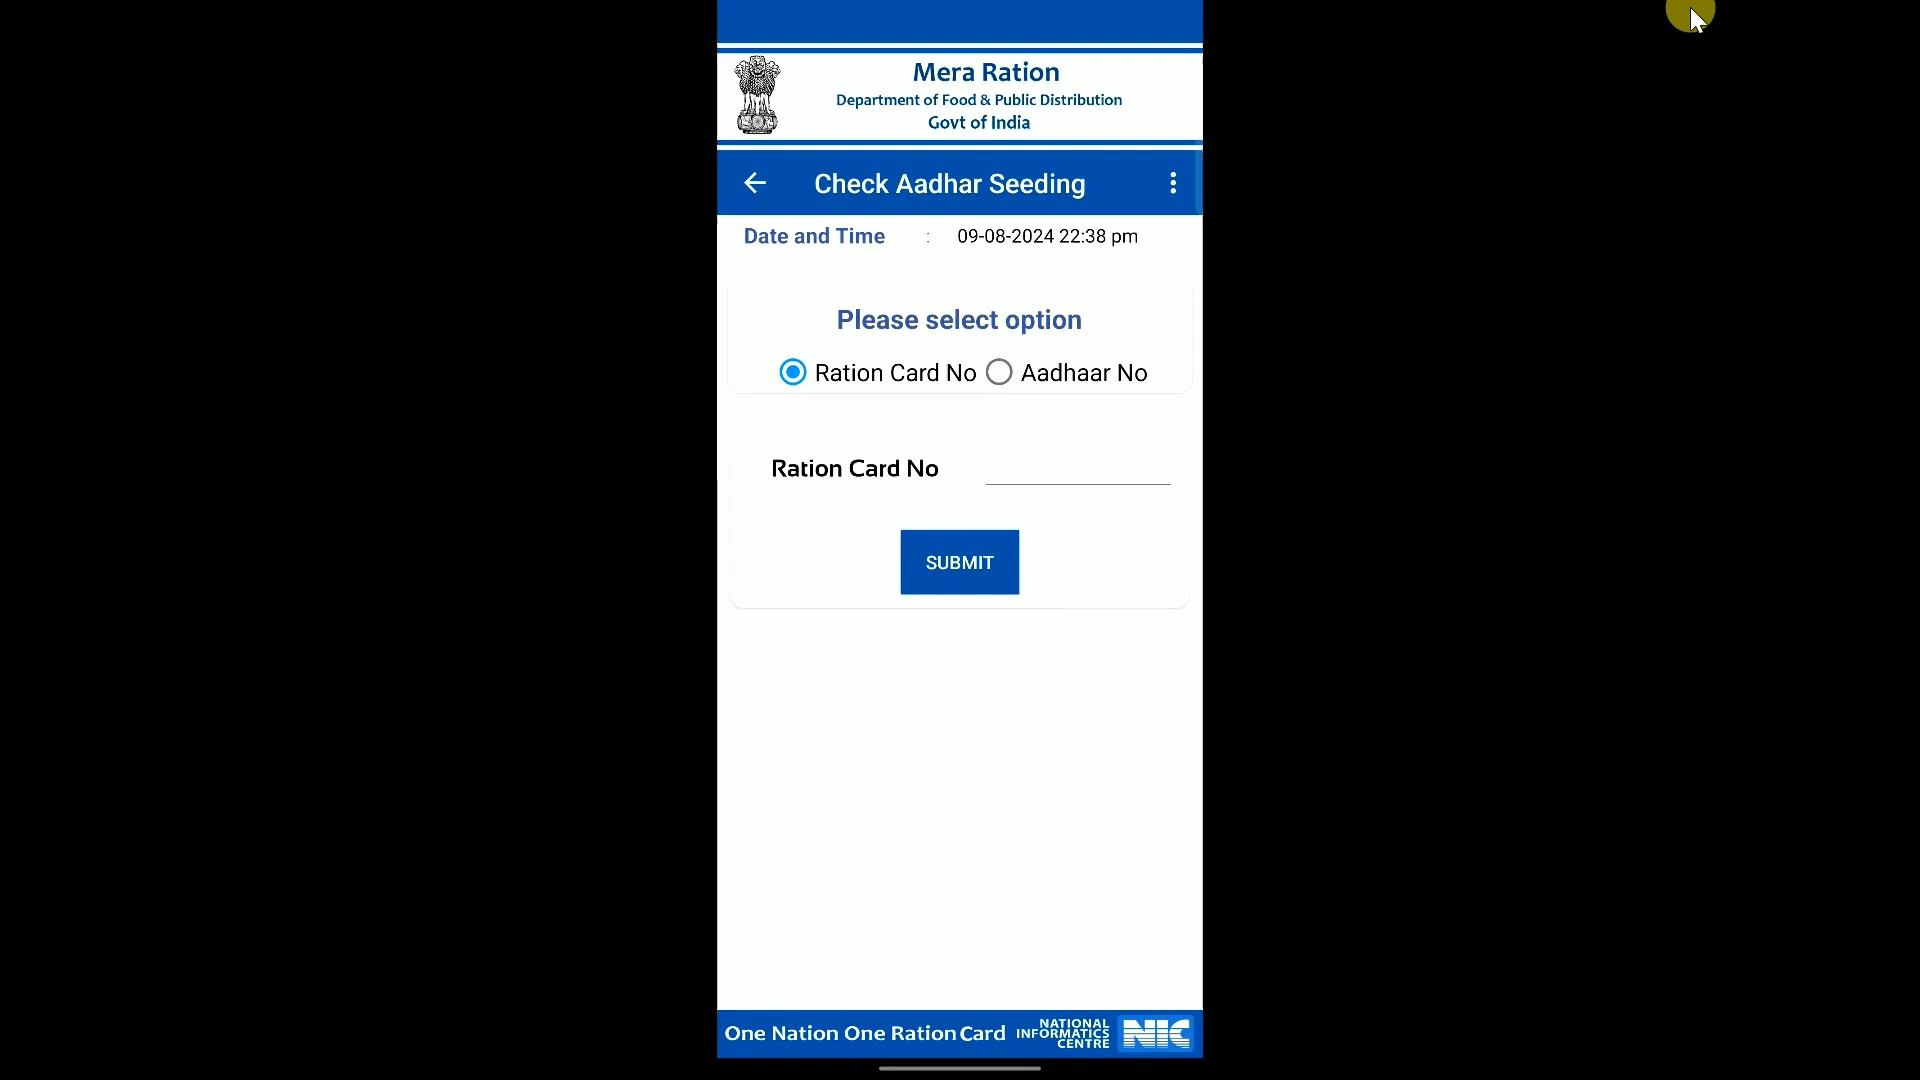 Mera Ration
Department of Food & Public Distribution
Govt of India
Check Aadhar Seeding
Date and Time : 09-08-2024 22:38 pm
Please select option
Ration Card No Aadhaar No
Ration Card No
SUBMIT
One Nation One Ration Card
NATIONAL
INFORMATICS
CENTRE
NIC